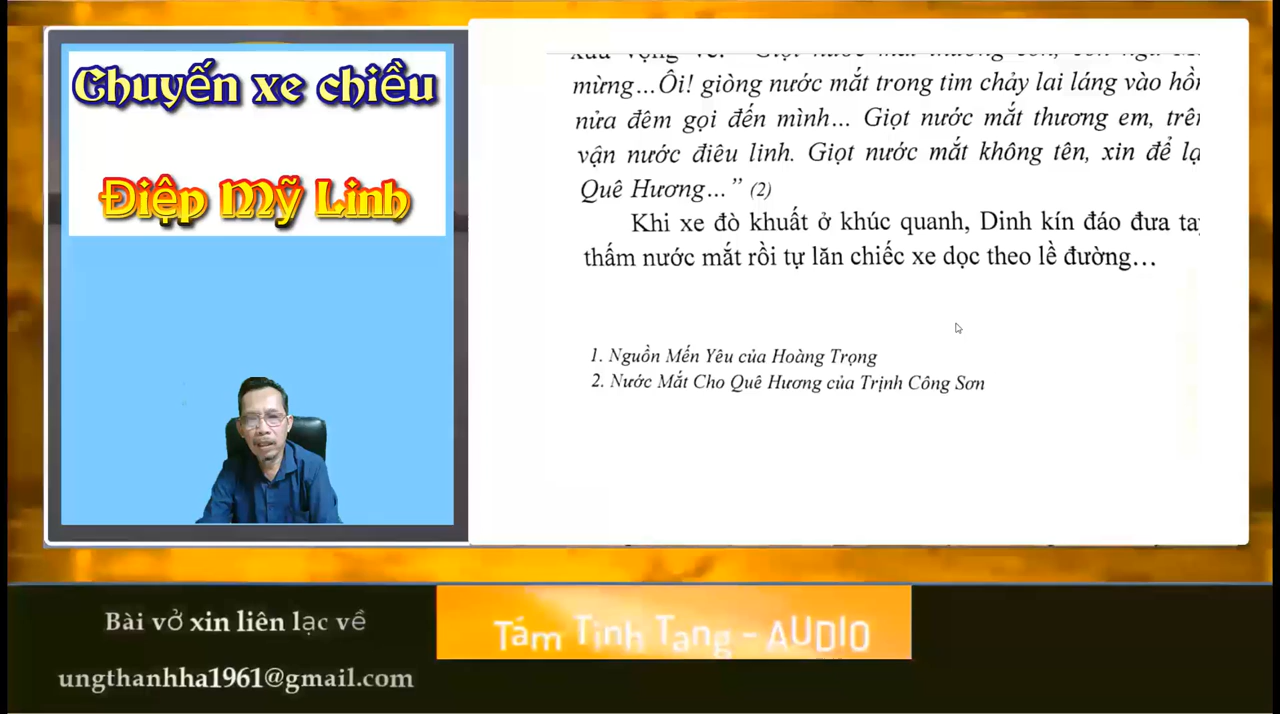 Chuyến xe chiều
Điệp Mỹ Linh
mừng...Ôi! giòng nước mắt trong tim chảy lai láng vào hồn
nửa đêm gọi đến mình... Giọt nước mắt thương em, trên
vận nước điêu linh. Giọt nước mắt không tên, xin để lạ
Quê Hương...” (2)
Khi xe đò khuất ở khúc quanh, Dinh kín đáo đưa tay
thấm nước mắt rồi tự lăn chiếc xe dọc theo lề đường...
1. Nguồn Mến Yêu của Hoàng Trọng
2. Nước Mắt Cho Quê Hương của Trịnh Công Sơn
Bài vở xin liên lạc về
ungthanhha1961@gmail.com
Tám Tình Tang - AUDIO